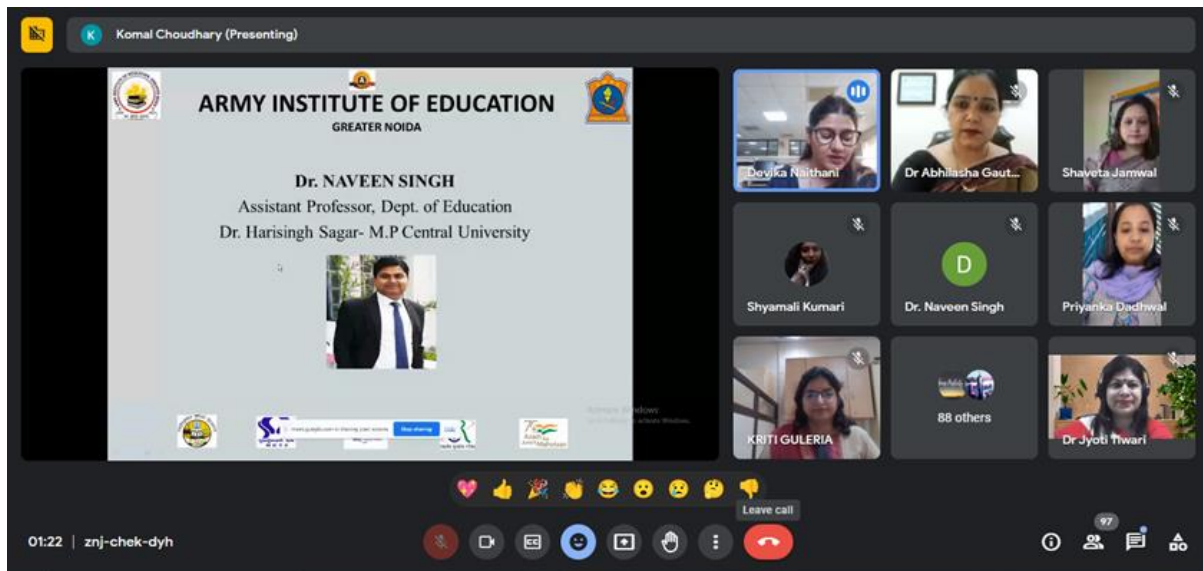 K
Komal Choudhary (Presenting)
ARMY INSTITUTE OF EDUCATION
GREATER NOIDA
Dr. NAVEEN SINGH
Assistant Professor, Dept. of Education
Dr. Harisingh Sagar- M.P Central University
Stop sharing
Azadi
Devika Naithani
Dr Abhilasha Gaut...
Shaveta Jamwal
Shyamali Kumari
D
Dr. Naveen Singh
Priyanka Dadhwal
KRITI GULERIA
88 others
Dr Jyoti Tiwari
Leave call
01:22 | znj-chek-dyh
CC
97